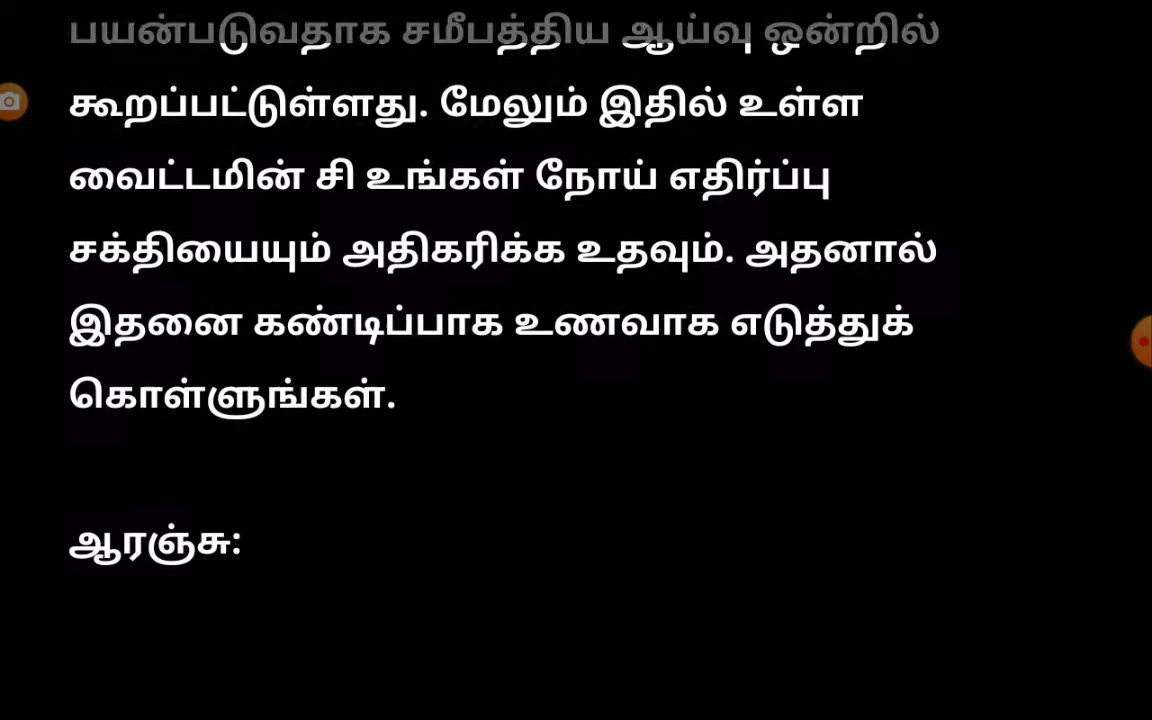 பயன்படுவதாக சமீபத்திய ஆய்வு ஒன்றில்
கூறப்பட்டுள்ளது. மேலும் இதில் உள்ள
வைட்டமின் சி உங்கள் நோய் எதிர்ப்பு
சக்தியையும் அதிகரிக்க உதவும். அதனால்
இதனை கண்டிப்பாக உணவாக எடுத்துக்
கொள்ளுங்கள்.
ஆரஞ்சு: